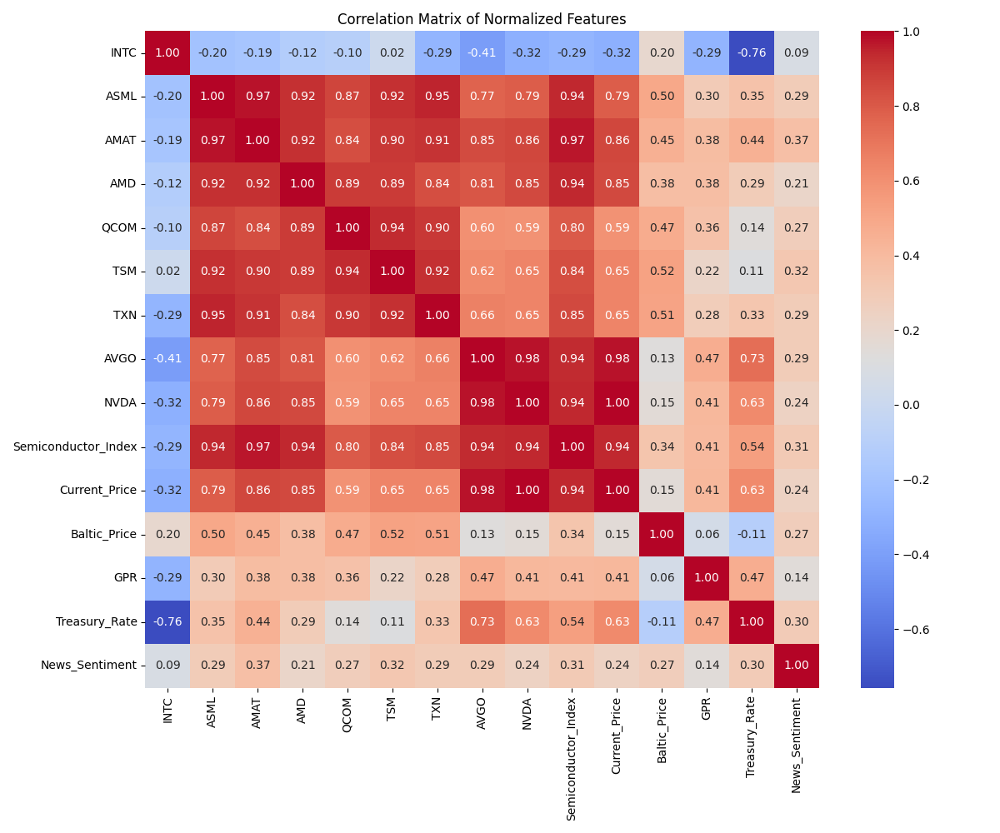 Correlation Matrix of Normalized Features
INTC 1.00 -0.20 -0.19 -0.12 -0.10 0.02 -0.29 -0.41 -0.32 -0.29 -0.32 0.20 -0.29 -0.76 0.09
ASML -0.20 1.00 0.97 0.92 0.87 0.92 0.95 0.77 0.79 0.94 0.79 0.50 0.30 0.35 0.29
AMAT -0.19 0.97 1.00 0.92 0.84 0.90 0.91 0.85 0.86 0.97 0.86 0.45 0.38 0.44 0.37
AMD -0.12 0.92 0.92 1.00 0.89 0.89 0.84 0.81 0.85 0.94 0.85 0.38 0.38 0.29 0.21
QCOM -0.10 0.87 0.84 0.89 1.00 0.94 0.90 0.60 0.59 0.80 0.59 0.47 0.36 0.14 0.27
TSM 0.02 0.92 0.90 0.89 0.94 1.00 0.92 0.62 0.65 0.84 0.65 0.52 0.22 0.11 0.32
TXN -0.29 0.95 0.91 0.84 0.90 0.92 1.00 0.66 0.65 0.85 0.65 0.51 0.28 0.33 0.29
AVGO -0.41 0.77 0.85 0.81 0.60 0.62 0.66 1.00 0.98 0.94 0.98 0.13 0.47 0.73 0.29
NVDA -0.32 0.79 0.86 0.85 0.59 0.65 0.65 0.98 1.00 0.94 1.00 0.15 0.41 0.63 0.24
Semiconductor_Index -0.29 0.94 0.97 0.94 0.80 0.84 0.85 0.94 0.94 1.00 0.94 0.34 0.41 0.54 0.31
Current_Price -0.32 0.79 0.86 0.85 0.59 0.65 0.65 0.98 1.00 0.94 1.00 0.15 0.41 0.63 0.24
Baltic_Price 0.20 0.50 0.45 0.38 0.47 0.52 0.51 0.13 0.15 0.34 0.15 1.00 0.06 -0.11 0.27
GPR -0.29 0.30 0.38 0.38 0.36 0.22 0.28 0.47 0.41 0.41 0.41 0.06 1.00 0.47 0.14
Treasury_Rate -0.76 0.35 0.44 0.29 0.14 0.11 0.33 0.73 0.63 0.54 0.63 -0.11 0.47 1.00 0.30
News_Sentiment 0.09 0.29 0.37 0.21 0.27 0.32 0.29 0.29 0.24 0.31 0.24 0.27 0.14 0.30 1.00
INTC
ASML
AMAT
AMD
QCOM
TSM
TXN
AVGO
NVDA
Semiconductor_Index
Current_Price
Baltic_Price
GPR
Treasury_Rate
News_Sentiment
1.0
0.8
0.6
0.4
0.2
0.0
−0.2
−0.4
−0.6